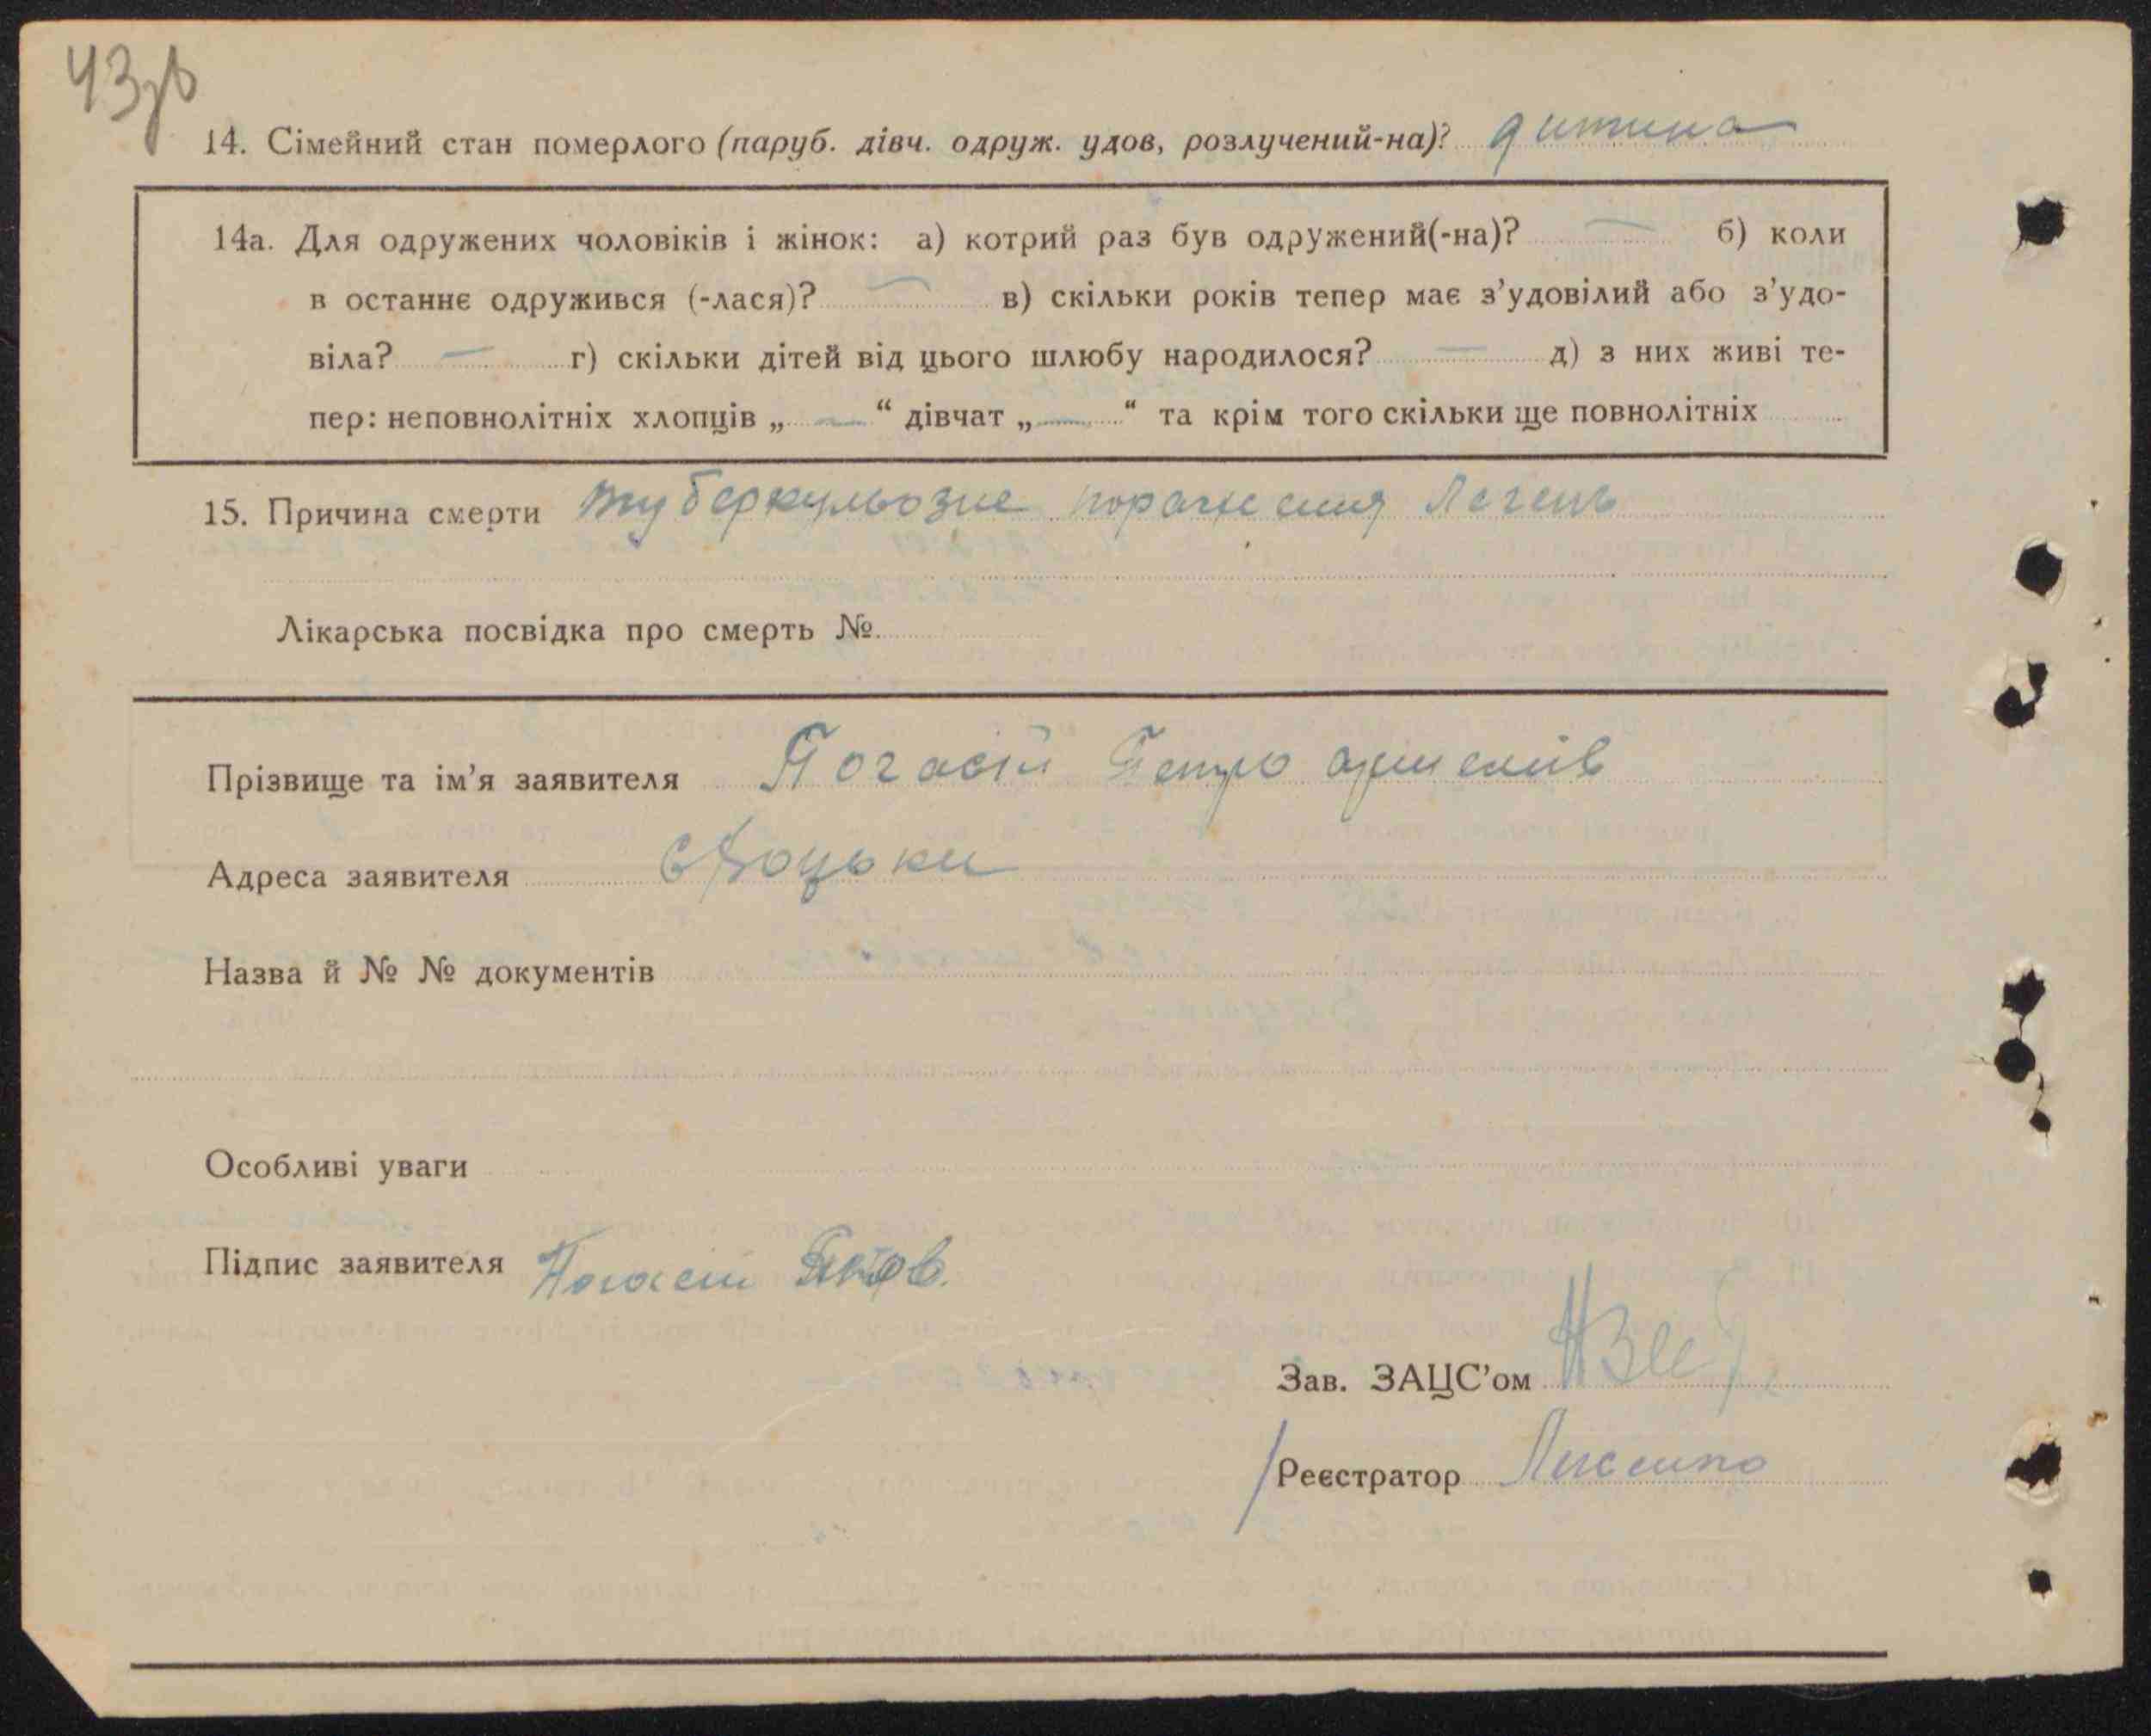 43зв
14. Сімейний стан померлого (паруб. дівч. одруж. удов, розлучений-на)? дитина
14а. Для одружених чоловіків і жінок: а) котрий раз був одружений(-на)? — б) коли
в останнє одружився (-лася)? — в) скільки років тепер має з’удовілий або з’удо-
віла? — г) скільки дітей від цього шлюбу народилося? — д) з них живі те-
пер: неповнолітніх хлопців „ — “ дівчат „ — “ та крім того скільки ще повнолітніх
15. Причина смерти туберкульозне пораження Легень
Лікарська посвідка про смерть №
Прізвище та ім’я заявителя Погасій Петро
Адреса заявителя
Назва й № № документів
Особливі уваги
Підпис заявителя Погасій
Зав. ЗАЦС’ом
Реєстратор